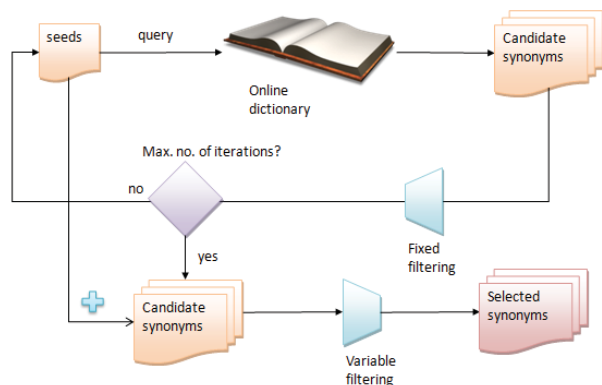 seeds
query
Candidate
synonyms
Online
dictionary
Max. no. of iterations?
no
Fixed
filtering
yes
Candidate
synonyms
Selected
synonyms
Variable
filtering